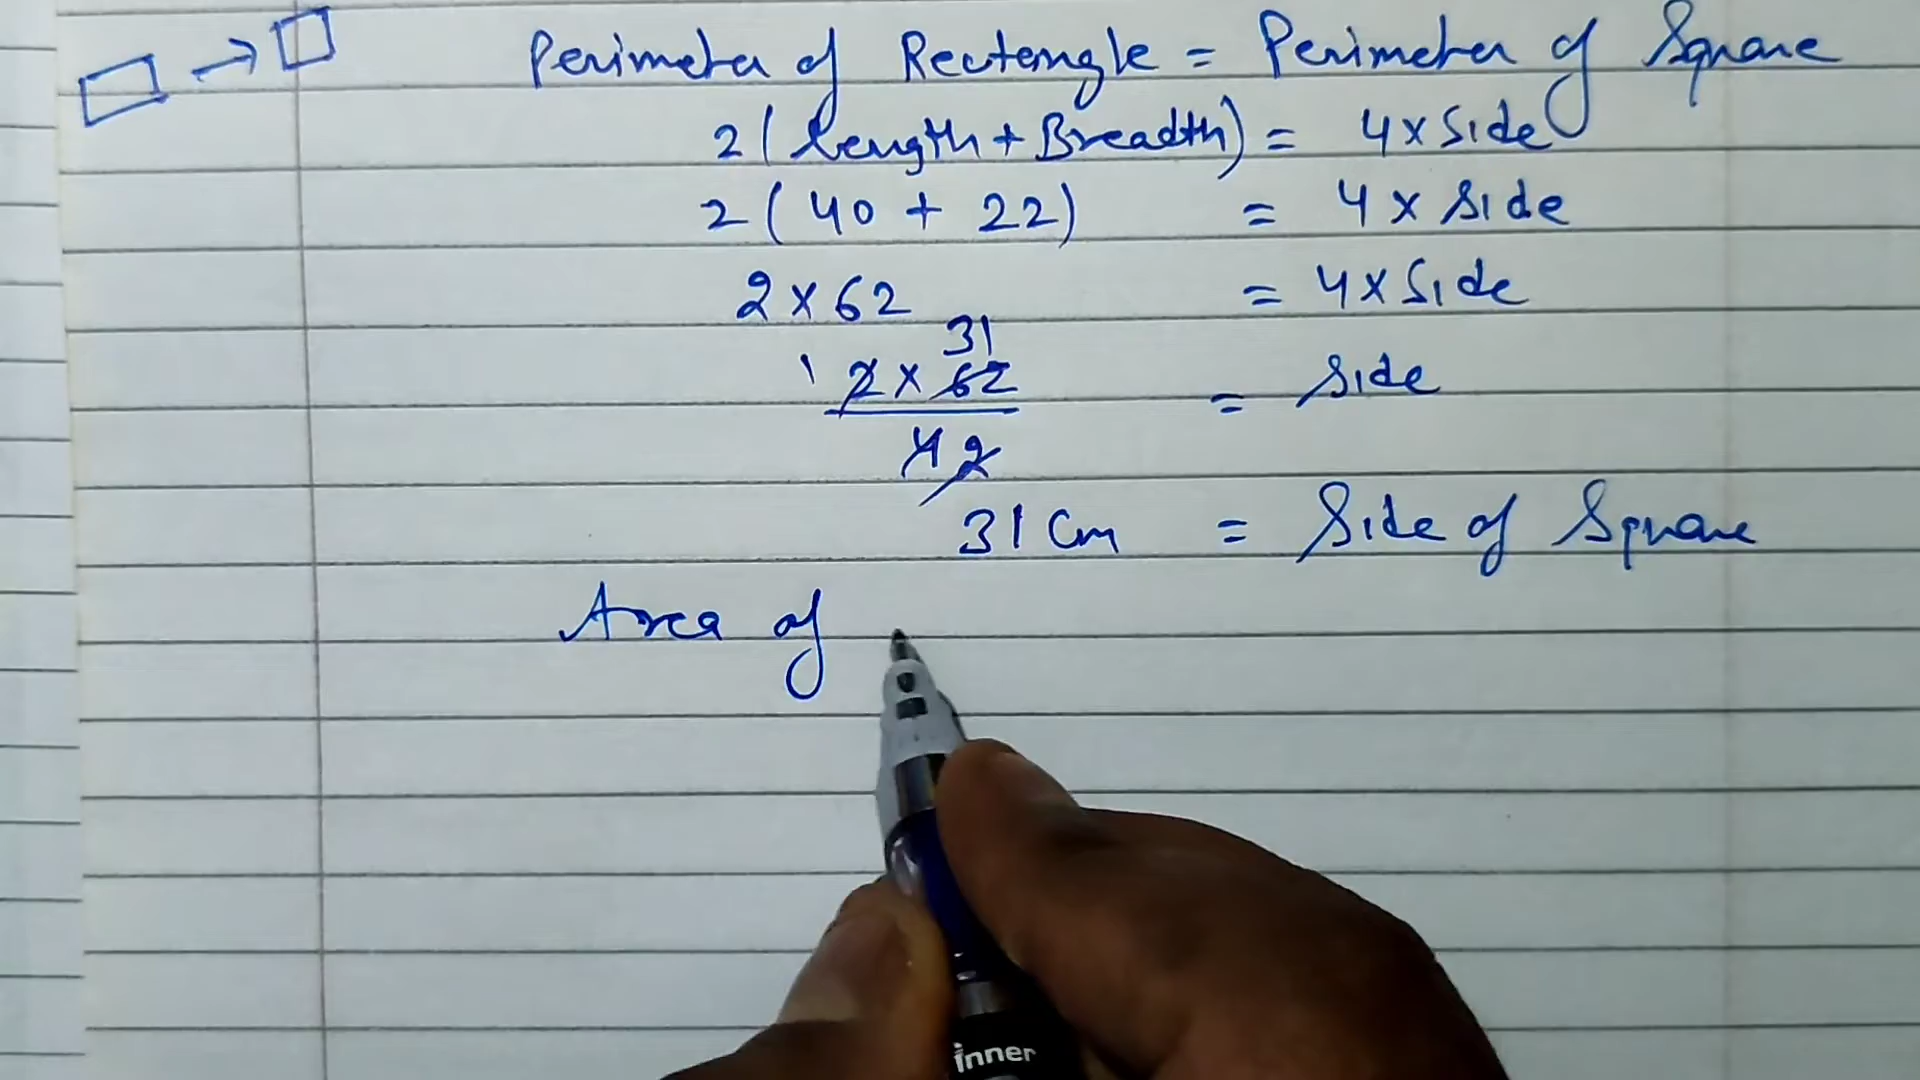 Perimeter of Rectangle = Perimeter of Square
2(Length + Breadth) = 4 x Side
2(40 + 22) = 4 x Side
2 x 62 = 4 x Side
31
1 2 x 62 = Side
4 2
31 Cm = Side of Square
Area of
inner